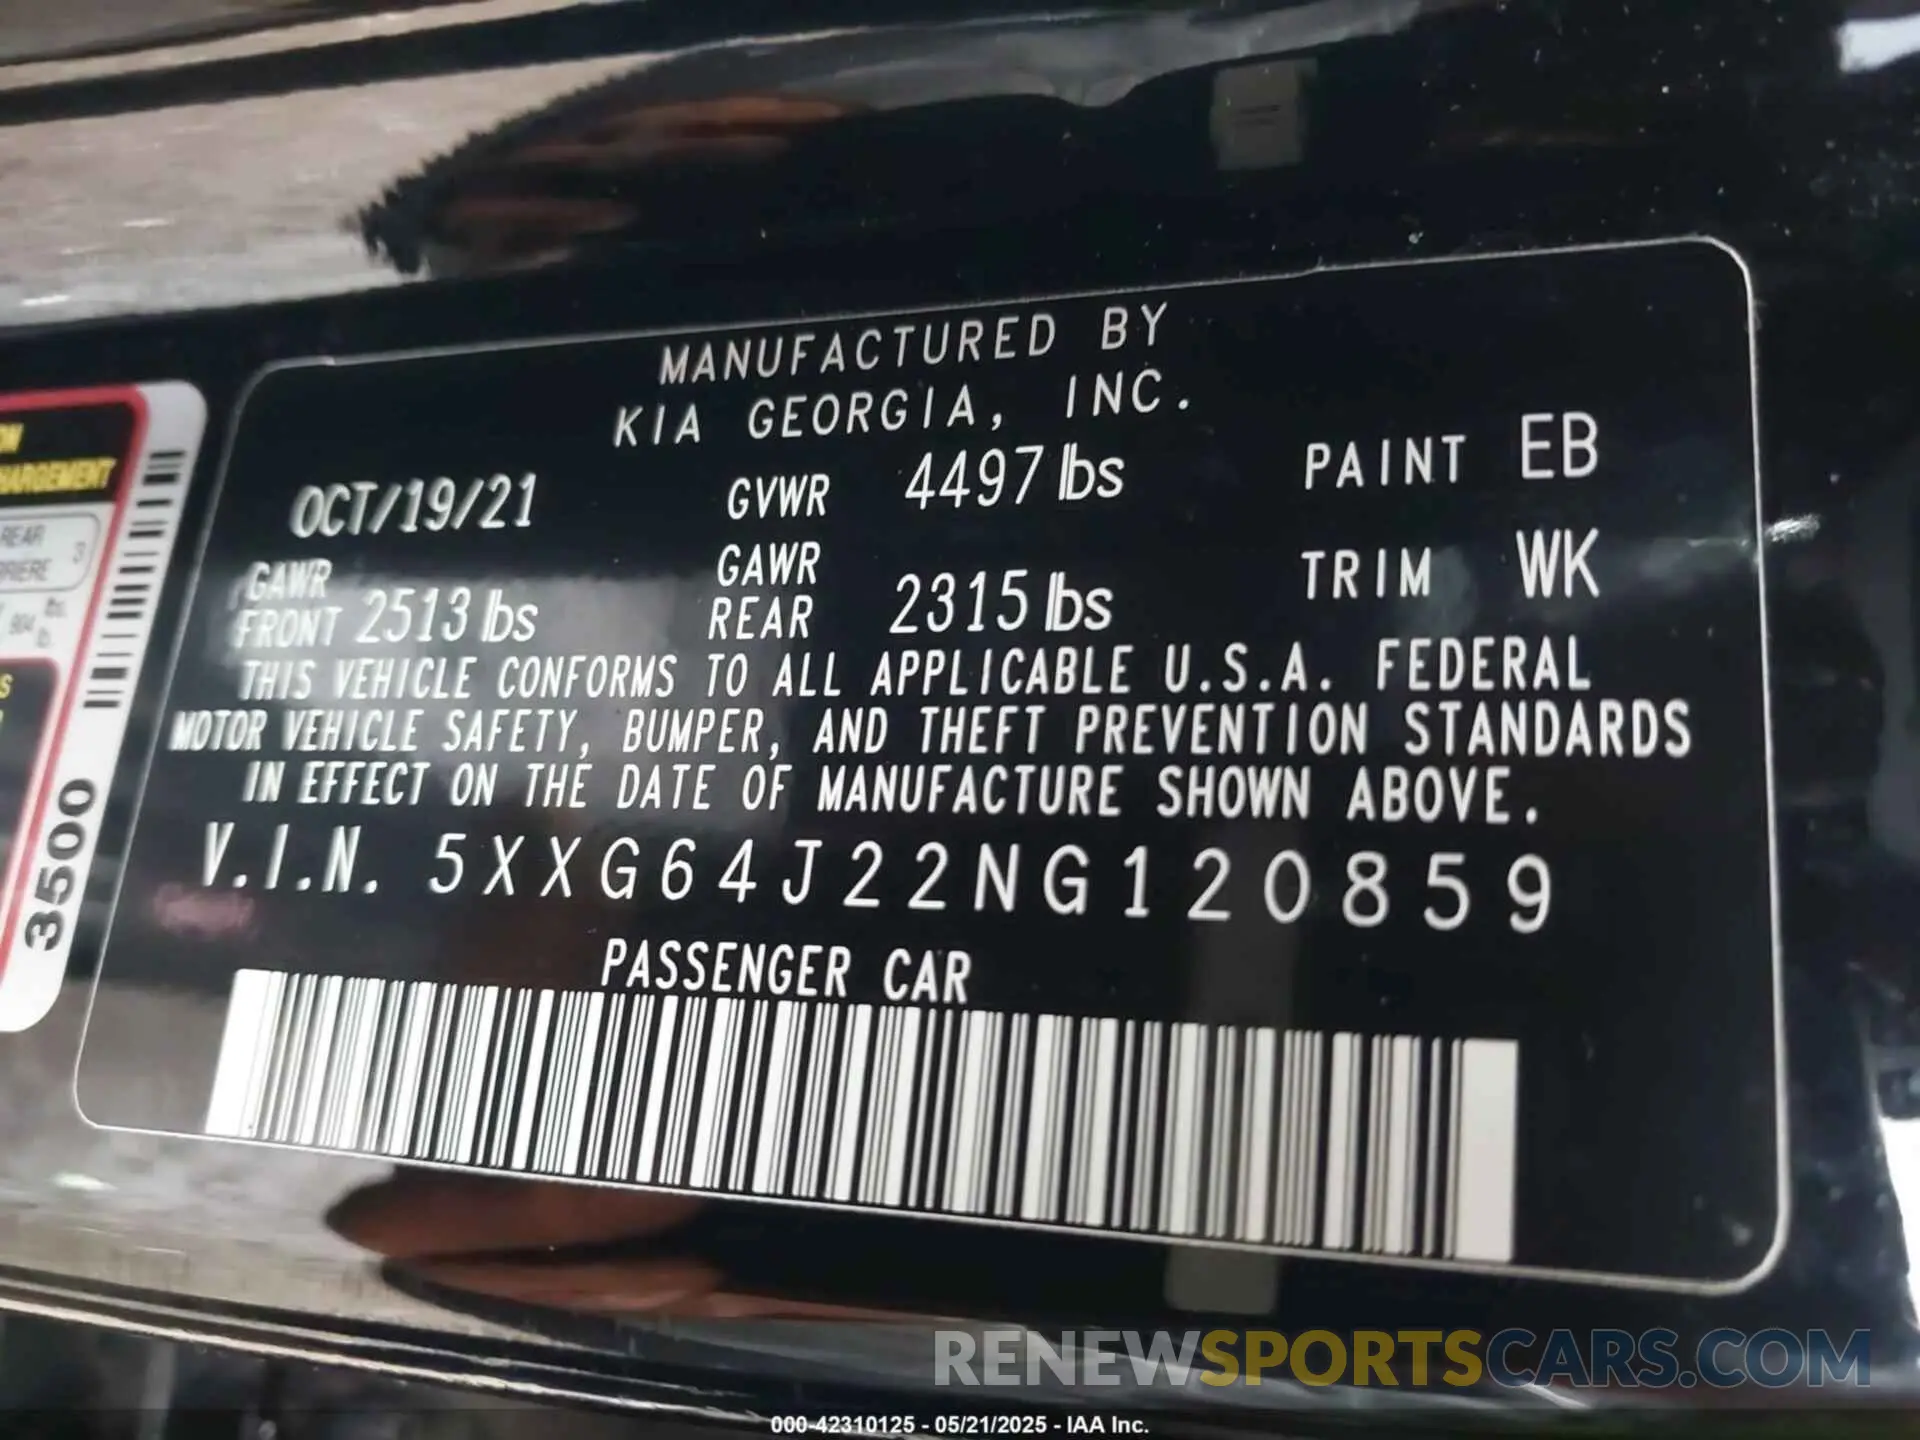 MANUFACTURED BY
KIA GEORGIA, INC.
OCT/19/21 GVWR 4497 lbs PAINT EB
GAWR FRONT 2513 lbs GAWR REAR 2315 lbs TRIM WK
THIS VEHICLE CONFORMS TO ALL APPLICABLE U.S.A. FEDERAL
MOTOR VEHICLE SAFETY, BUMPER, AND THEFT PREVENTION STANDARDS
IN EFFECT ON THE DATE OF MANUFACTURE SHOWN ABOVE.
V.I.N. 5XXG64J22NG120859
PASSENGER CAR
REAR
3
3500
RENEWSPORTSCARS.COM
000-42310125 - 05/21/2025 - IAA Inc.